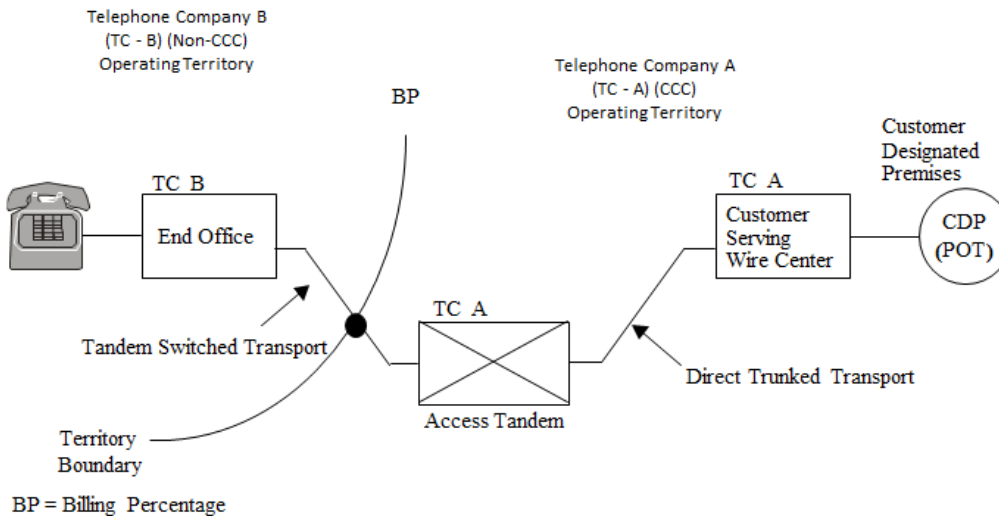 Telephone Company B
(TC - B) (Non-CCC)
Operating Territory
Telephone Company A
(TC - A) (CCC)
Operating Territory
BP
Customer
Designated
Premises
TC B
End Office
TC A
Customer
Serving
Wire Center
CDP
(POT)
TC A
Tandem Switched Transport
Direct Trunked Transport
Access Tandem
Territory
Boundary
BP = Billing Percentage